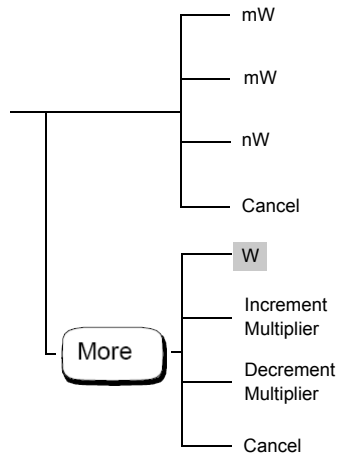 mW
mW
nW
Cancel
W
Increment
Multiplier
More
Decrement
Multiplier
Cancel